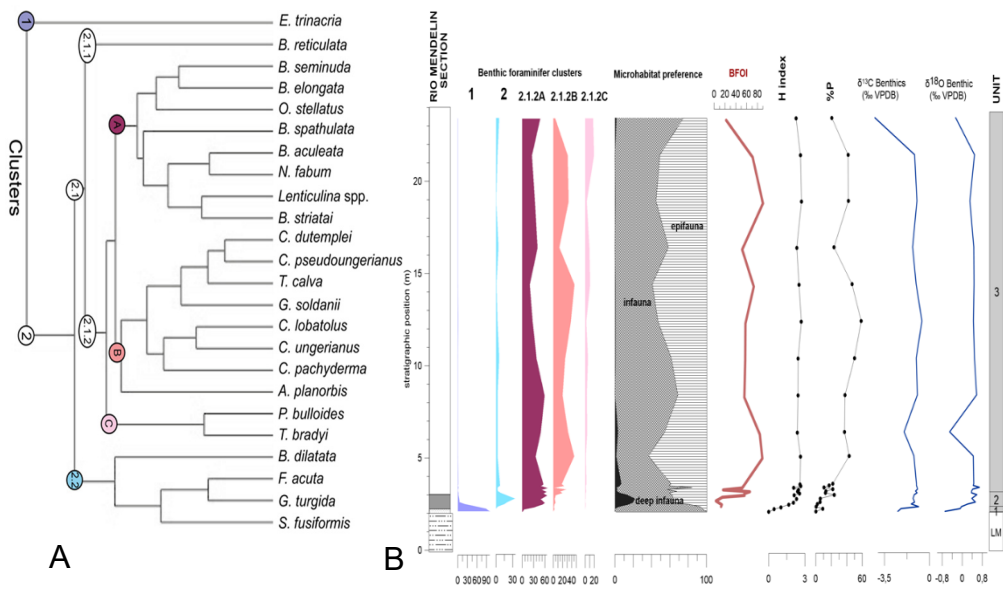 Clusters
1
2
2.1
2.1.1
2.1.2
2.2
A
B
C
E. trinacria
B. reticulata
B. seminuda
B. elongata
O. stellatus
B. spathulata
B. aculeata
N. fabum
Lenticulina spp.
B. striatai
C. dutemplei
C. pseudoungerianus
T. calva
G. soldanii
C. lobatolus
C. ungerianus
C. pachyderma
A. planorbis
P. bulloides
T. bradyi
B. dilatata
F. acuta
G. turgida
S. fusiformis
A
B
RIO MENDELIN
SECTION
stratigraphic position (m)
20
15
10
5
0
Benthic foraminifer clusters
1 2 2.1.2A 2.1.2B 2.1.2C
0 30 60 90
0 30
0 30 60
0 20 40
0 20
Microhabitat preference
epifauna
infauna
deep infauna
0 100
BFOI
0 20 40 60 80
H index
0 3
%P
0 60
δ13C Benthics
(‰ VPDB)
-3,5 0
δ18O Benthic
(‰ VPDB)
-0,8 0 0,8
UNIT
3
2
1
LM